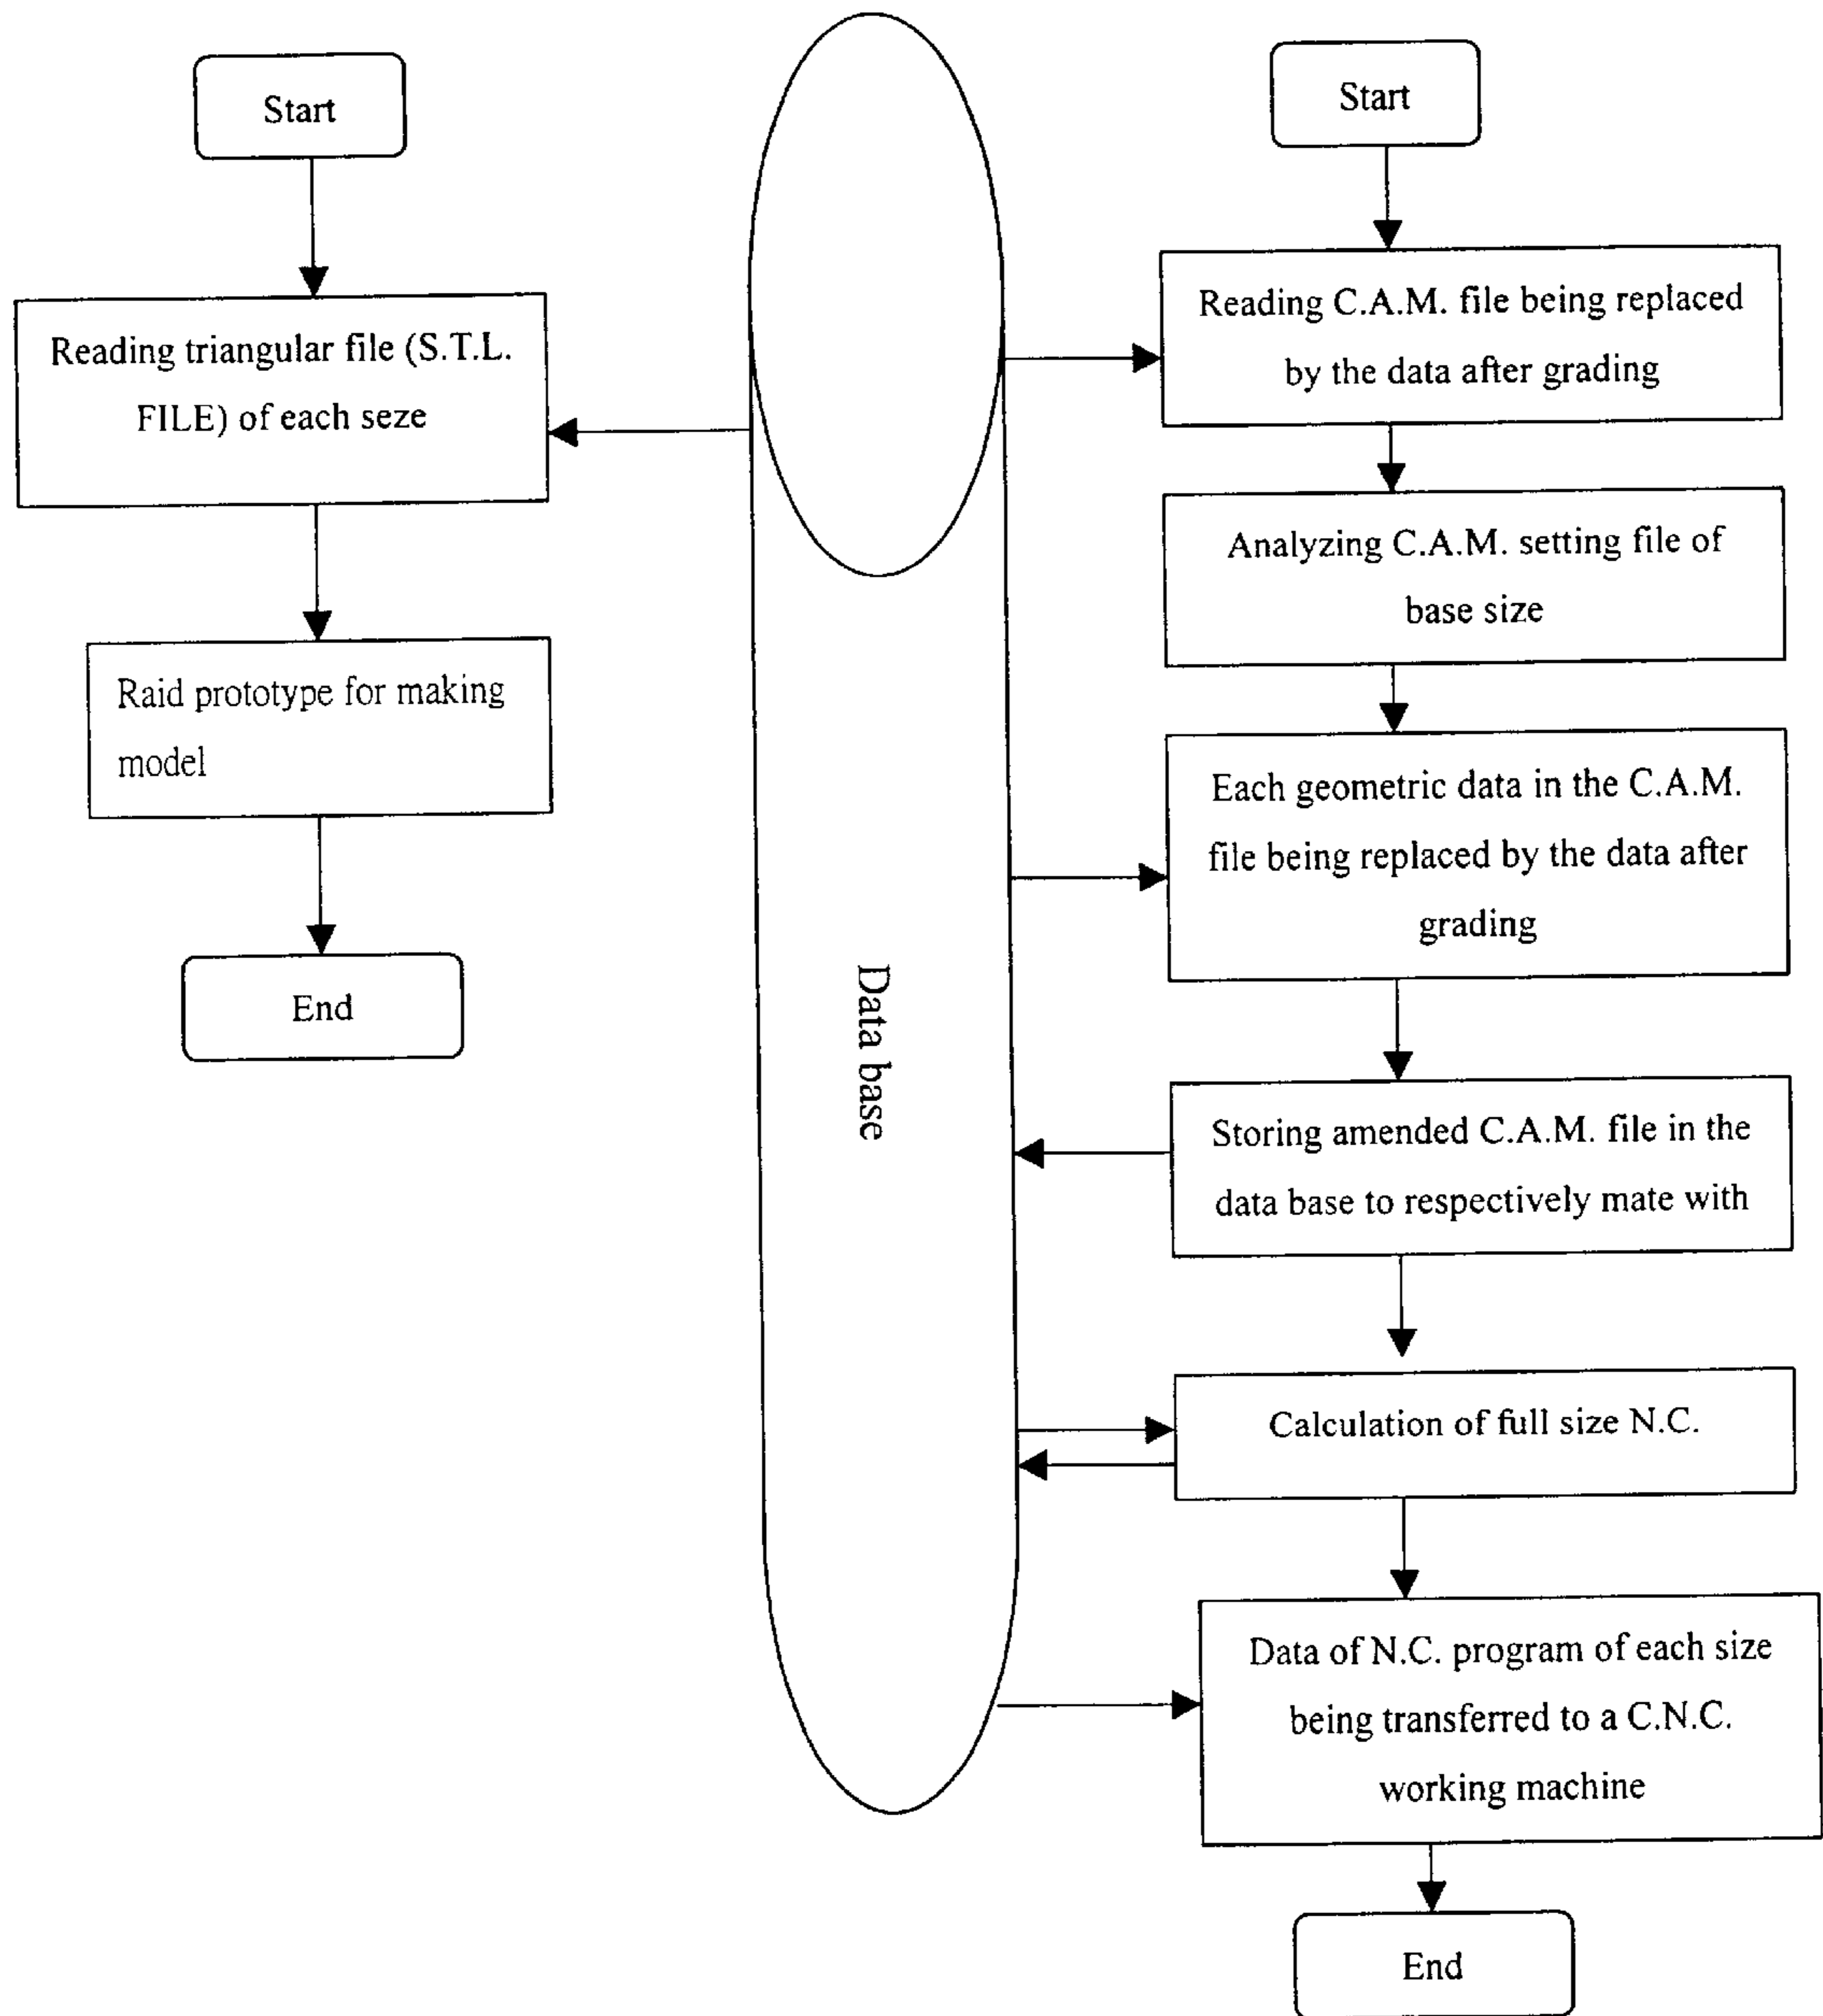 Start
Reading triangular file (S.T.L.
FILE) of each seze
Raid prototype for making
model
End
Data base
Start
Reading C.A.M. file being replaced
by the data after grading
Analyzing C.A.M. setting file of
base size
Each geometric data in the C.A.M.
file being replaced by the data after
grading
Storing amended C.A.M. file in the
data base to respectively mate with
Calculation of full size N.C.
Data of N.C. program of each size
being transferred to a C.N.C.
working machine
End